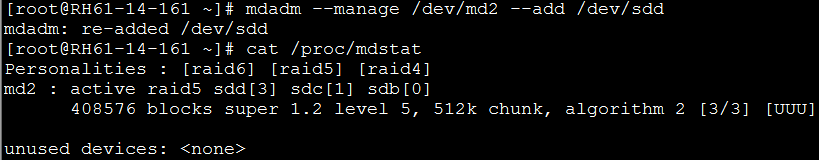 [root@RH61-14-161 ~]# mdadm --manage /dev/md2 --add /dev/sdd
mdadm: re-added /dev/sdd
[root@RH61-14-161 ~]# cat /proc/mdstat
Personalities : [raid6] [raid5] [raid4]
md2 : active raid5 sdd[3] sdc[1] sdb[0]
      408576 blocks super 1.2 level 5, 512k chunk, algorithm 2 [3/3] [UUU]
unused devices: <none>